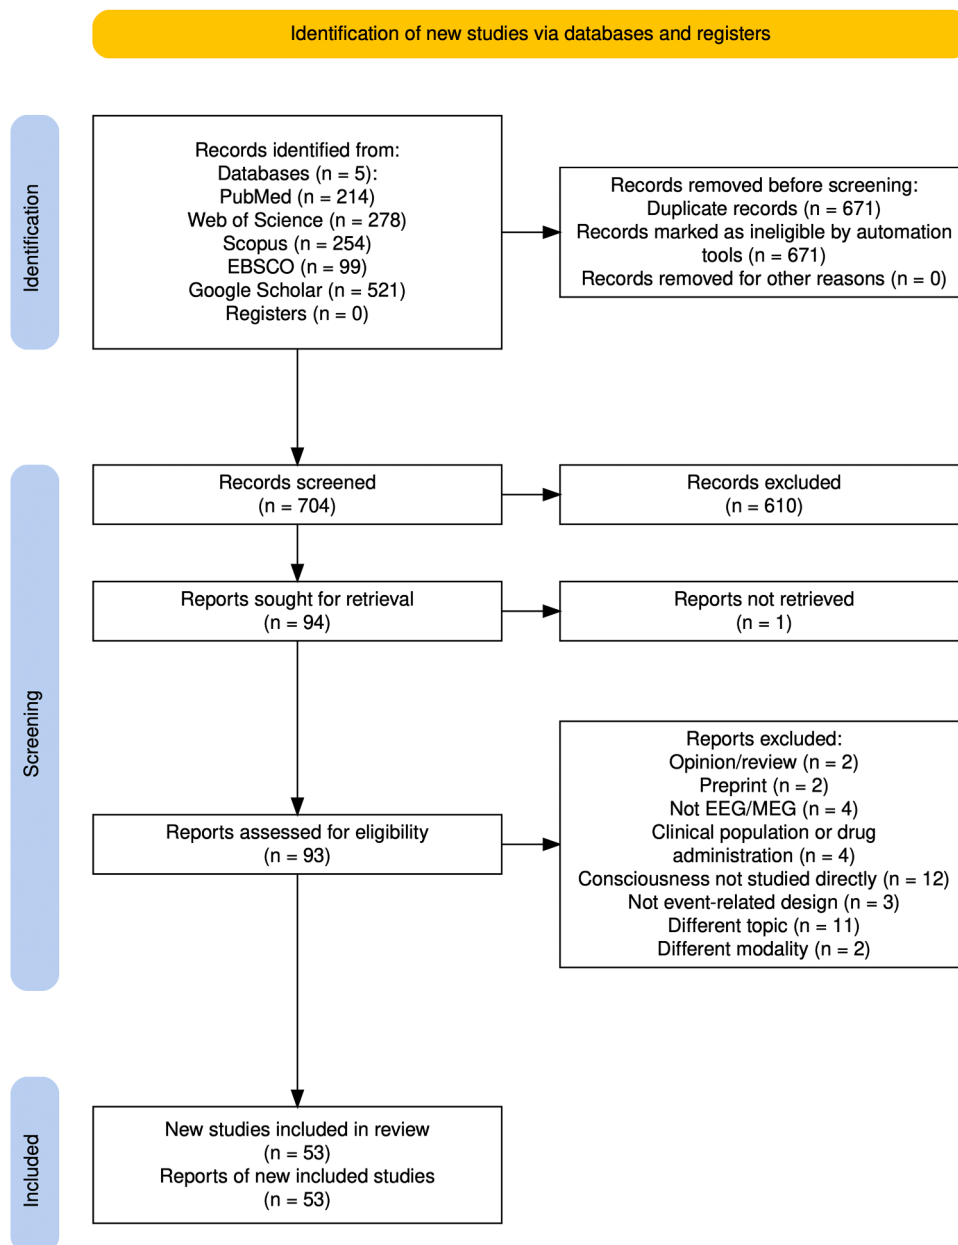 Identification of new studies via databases and registers
Identification
Records identified from:
Databases (n = 5):
PubMed (n = 214)
Web of Science (n = 278)
Scopus (n = 254)
EBSCO (n = 99)
Google Scholar (n = 521)
Registers (n = 0)
Records removed before screening:
Duplicate records (n = 671)
Records marked as ineligible by automation
tools (n = 671)
Records removed for other reasons (n = 0)
Screening
Records screened
(n = 704)
Records excluded
(n = 610)
Reports sought for retrieval
(n = 94)
Reports not retrieved
(n = 1)
Reports assessed for eligibility
(n = 93)
Reports excluded:
Opinion/review (n = 2)
Preprint (n = 2)
Not EEG/MEG (n = 4)
Clinical population or drug
administration (n = 4)
Consciousness not studied directly (n = 12)
Not event-related design (n = 3)
Different topic (n = 11)
Different modality (n = 2)
Included
New studies included in review
(n = 53)
Reports of new included studies
(n = 53)